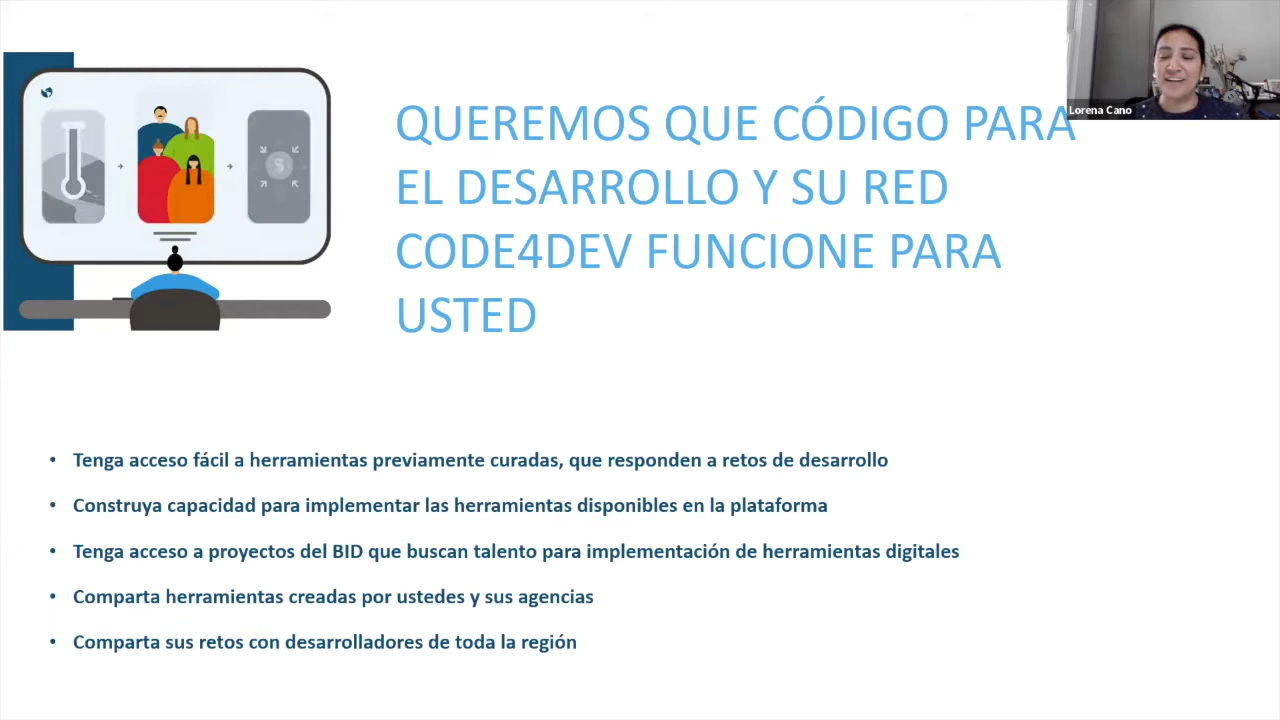 QUEREMOS QUE CÓDIGO PARA
EL DESARROLLO Y SU RED
CODE4DEV FUNCIONE PARA
USTED
Lorena Cano
$
• Tenga acceso fácil a herramientas previamente curadas, que responden a retos de desarrollo
• Construya capacidad para implementar las herramientas disponibles en la plataforma
• Tenga acceso a proyectos del BID que buscan talento para implementación de herramientas digitales
• Comparta herramientas creadas por ustedes y sus agencias
• Comparta sus retos con desarrolladores de toda la región